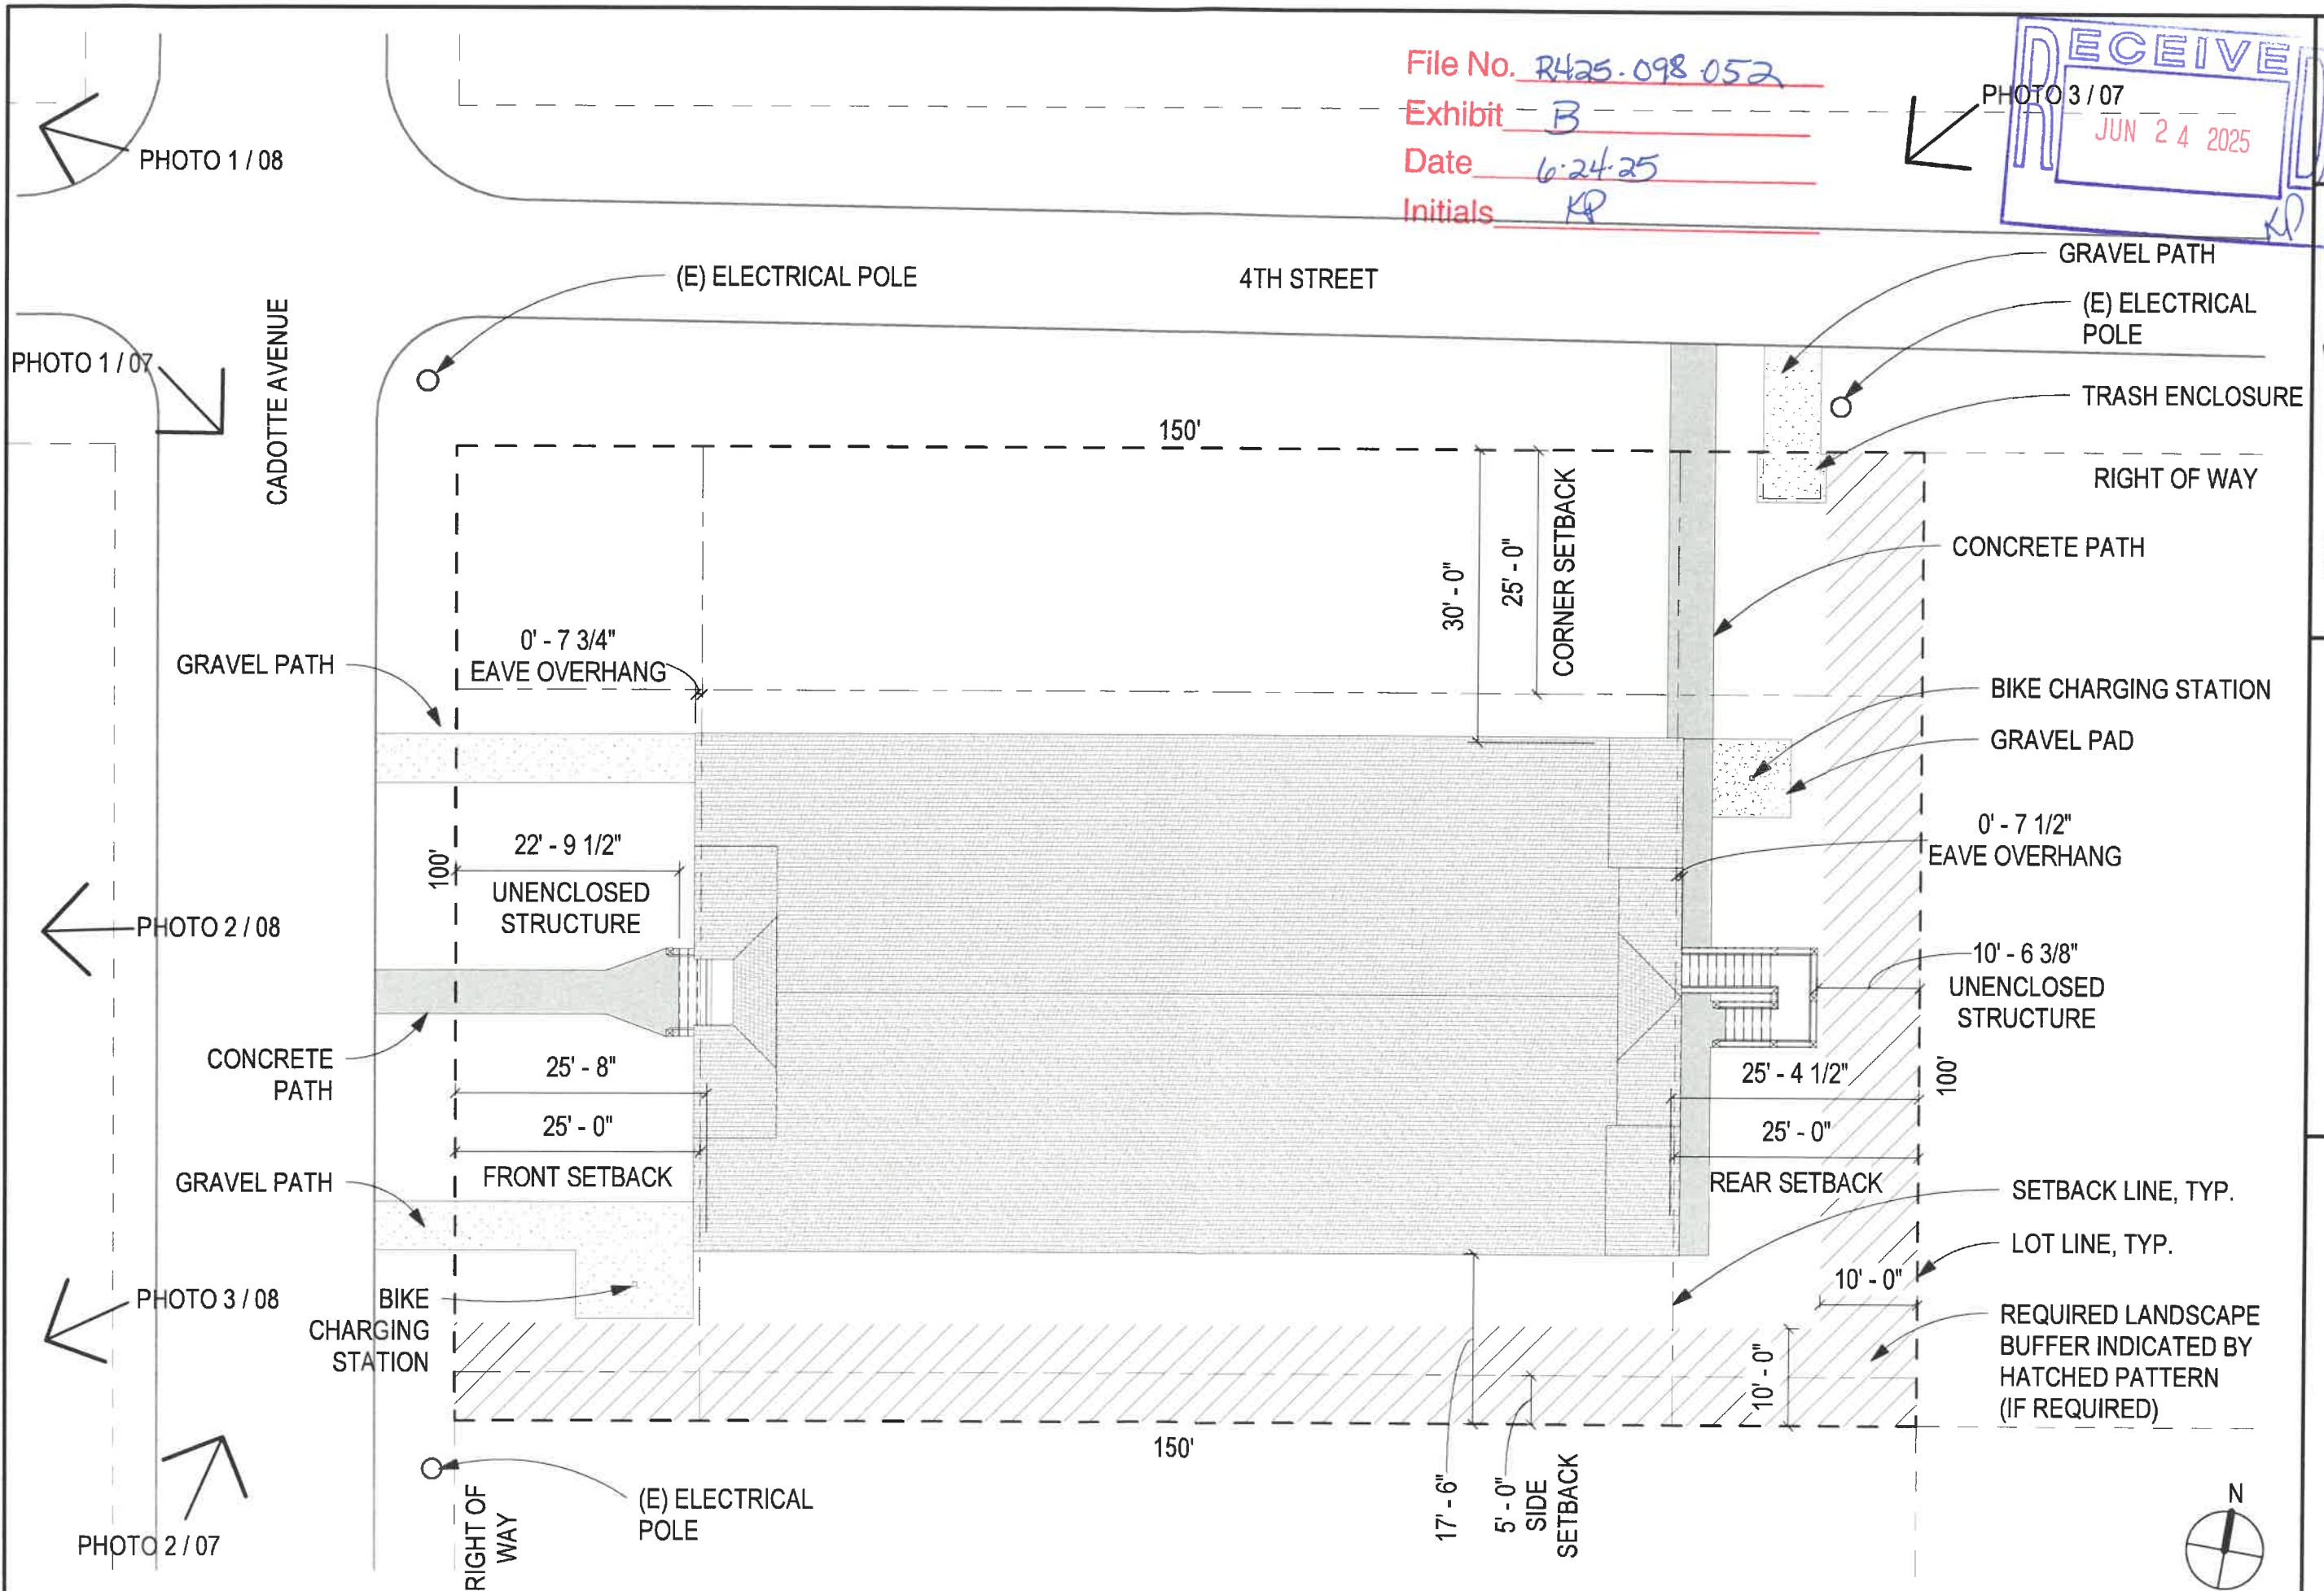 File No. R425.098.052
Exhibit B
Date 6.24.25
Initials KP
RECEIVED
JUN 24 2025
KP
PHOTO 3 / 07
PHOTO 1 / 08
(E) ELECTRICAL POLE
4TH STREET
GRAVEL PATH
(E) ELECTRICAL
POLE
CADOTTE AVENUE
PHOTO 1 / 07
TRASH ENCLOSURE
150'
RIGHT OF WAY
CORNER SETBACK
25' - 0"
30' - 0"
CONCRETE PATH
0' - 7 3/4"
EAVE OVERHANG
GRAVEL PATH
BIKE CHARGING STATION
GRAVEL PAD
0' - 7 1/2"
EAVE OVERHANG
100'
22' - 9 1/2"
UNENCLOSED
STRUCTURE
PHOTO 2 / 08
10' - 6 3/8"
UNENCLOSED
STRUCTURE
CONCRETE
PATH
25' - 8"
25' - 0"
FRONT SETBACK
25' - 4 1/2"
25' - 0"
REAR SETBACK
100'
GRAVEL PATH
SETBACK LINE, TYP.
LOT LINE, TYP.
10' - 0"
PHOTO 3 / 08
BIKE
CHARGING
STATION
REQUIRED LANDSCAPE
BUFFER INDICATED BY
HATCHED PATTERN
(IF REQUIRED)
10' - 0"
150'
17' - 6"
5' - 0"
SIDE
SETBACK
(E) ELECTRICAL
POLE
RIGHT OF
WAY
PHOTO 2 / 07
N